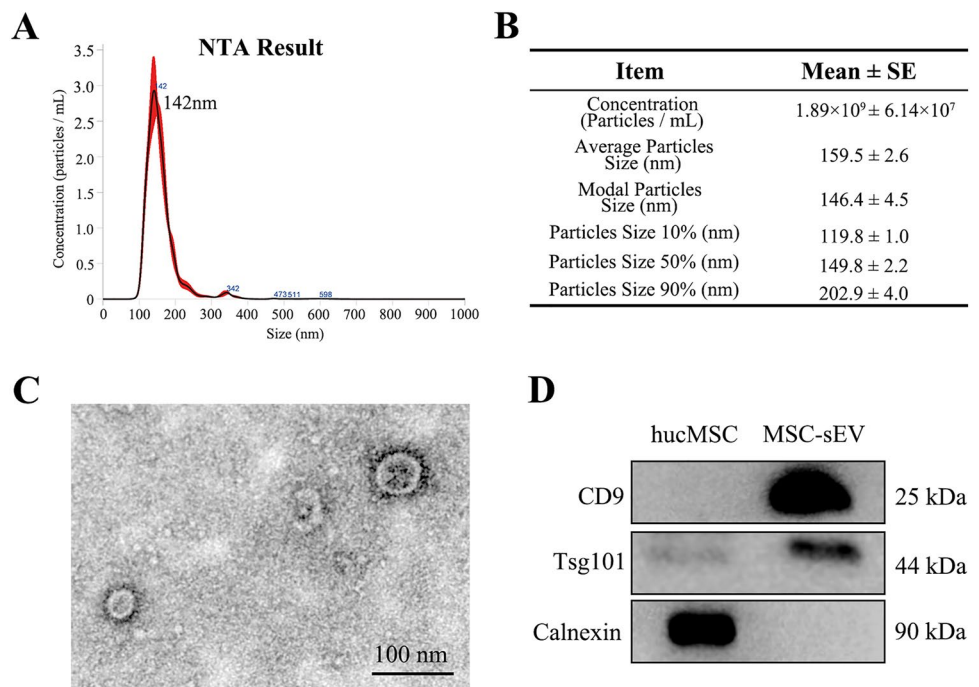 A
NTA Result
Concentration (particles / mL)
3.5
3.0
2.5
2.0
1.5
1.0
0.5
0
42
142nm
342
473 511 598
0 100 200 300 400 500 600 700 800 900 1000
Size (nm)
B
Item Mean ± SE
Concentration
(Particles / mL) 1.89×10⁹ ± 6.14×10⁷
Average Particles
Size (nm) 159.5 ± 2.6
Modal Particles
Size (nm) 146.4 ± 4.5
Particles Size 10% (nm) 119.8 ± 1.0
Particles Size 50% (nm) 149.8 ± 2.2
Particles Size 90% (nm) 202.9 ± 4.0
C
100 nm
D
hucMSC MSC-sEV
CD9 25 kDa
Tsg101 44 kDa
Calnexin 90 kDa